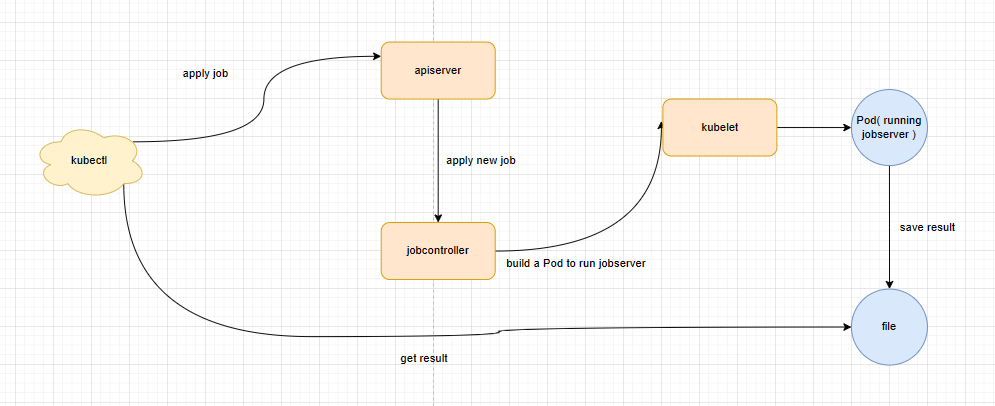 apply job
apiserver
kubelet
Pod( running
jobserver )
kubectl
apply new job
save result
jobcontroller
build a Pod to run jobserver
file
get result